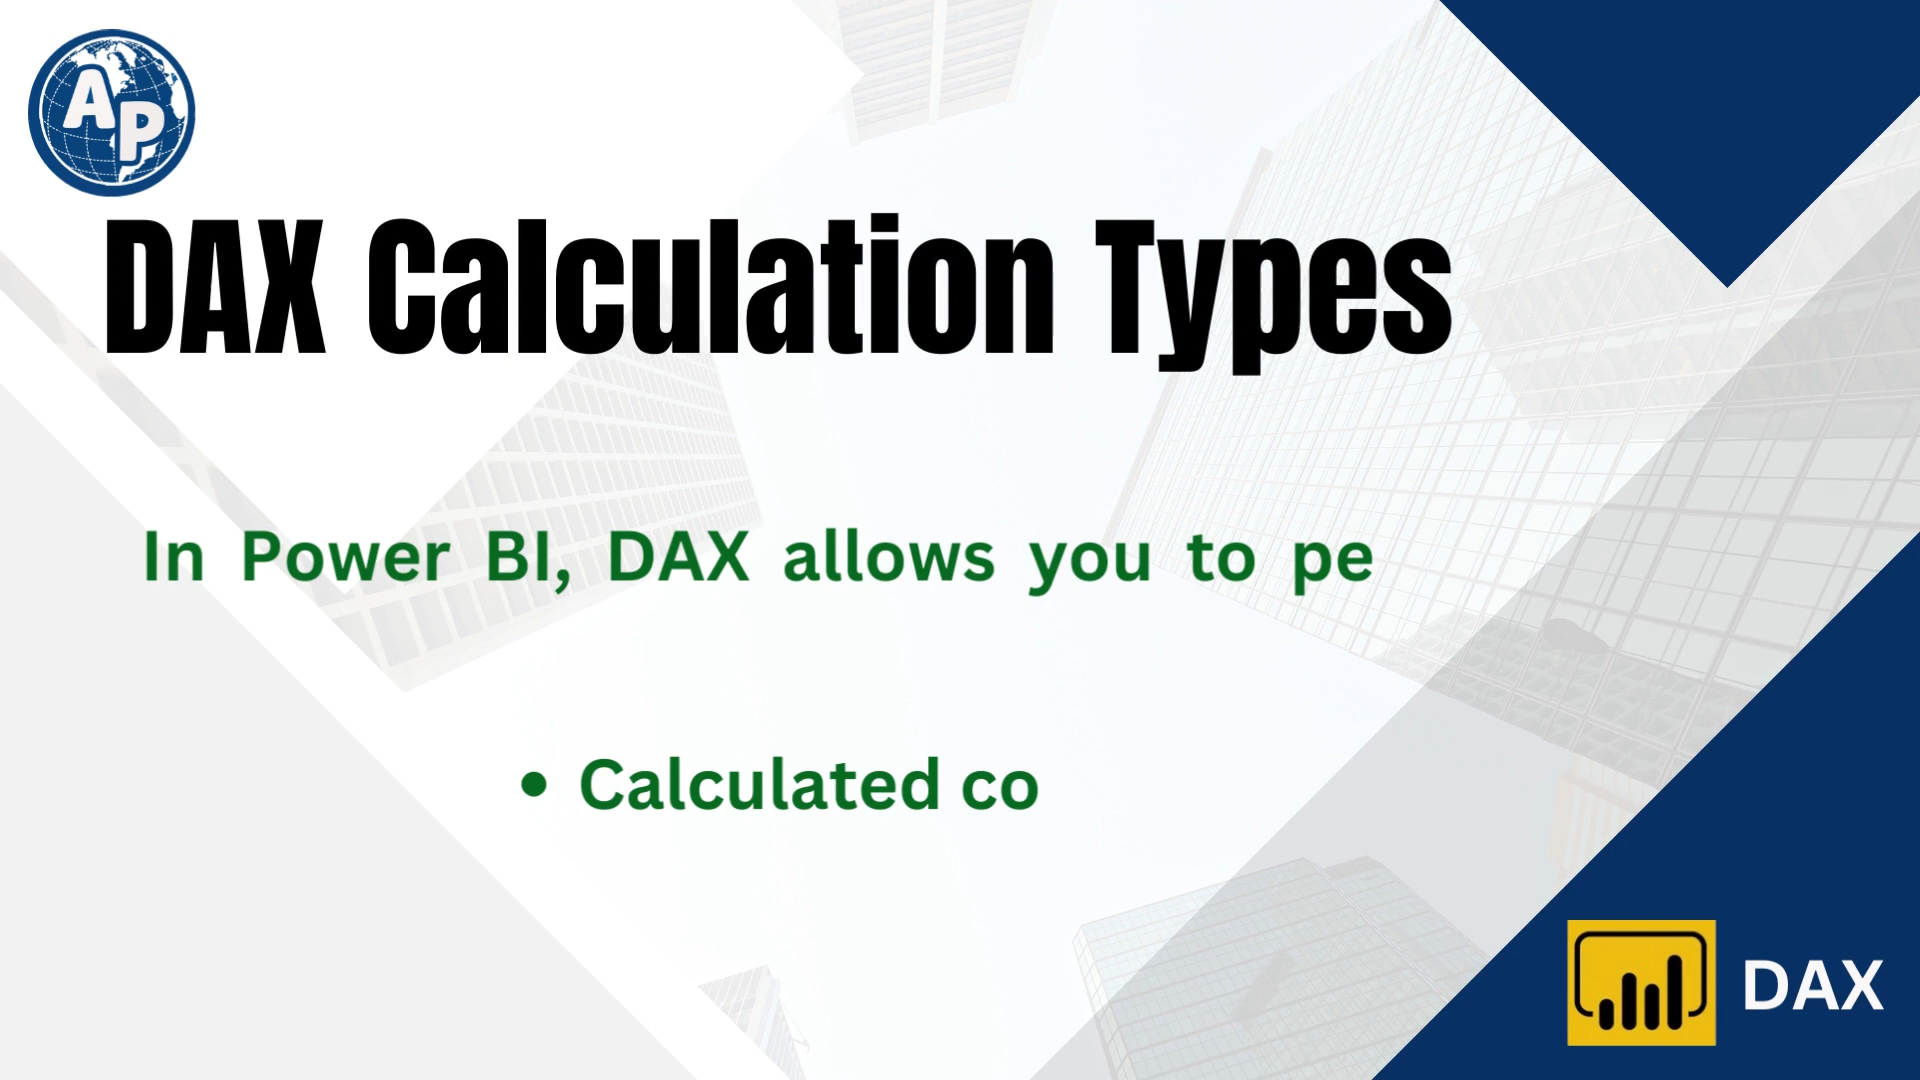 AP
DAX Calculation Types
In Power BI, DAX allows you to pe
• Calculated co
DAX